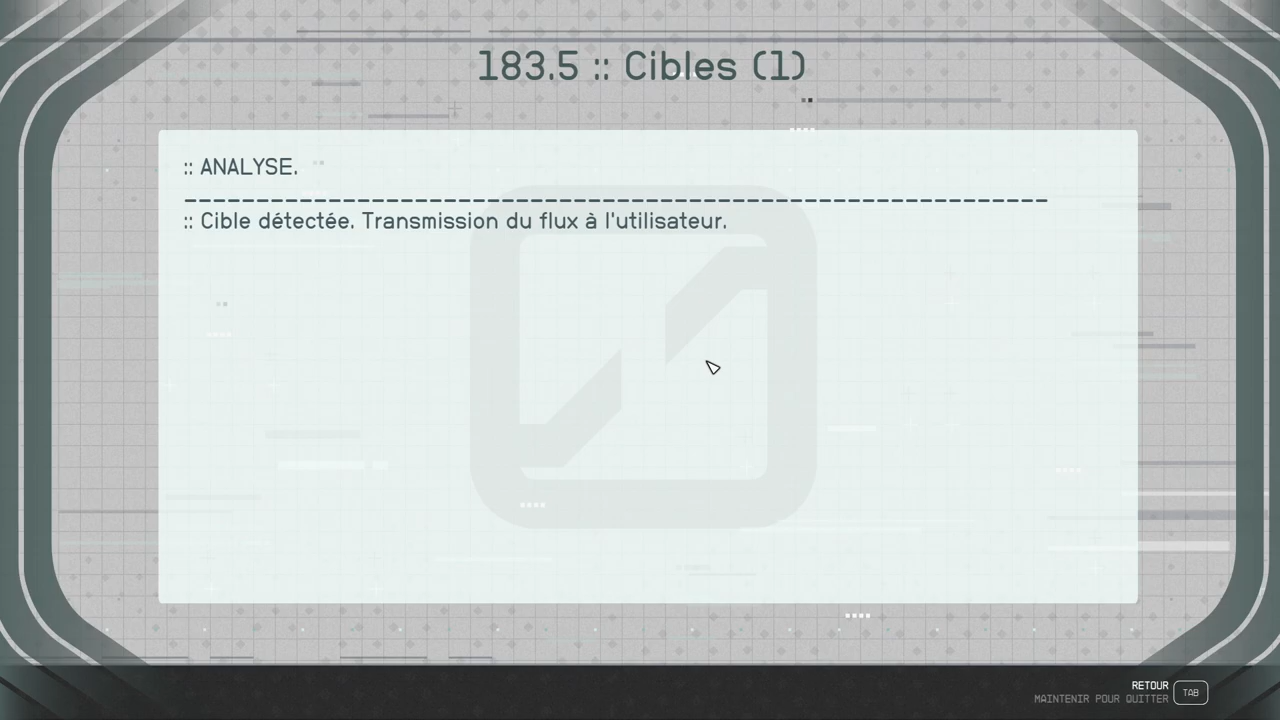 183.5 :: Cibles (1)
:: ANALYSE.
:: Cible détectée. Transmission du flux à l'utilisateur.
RETOUR
MAINTENIR POUR QUITTER
TAB